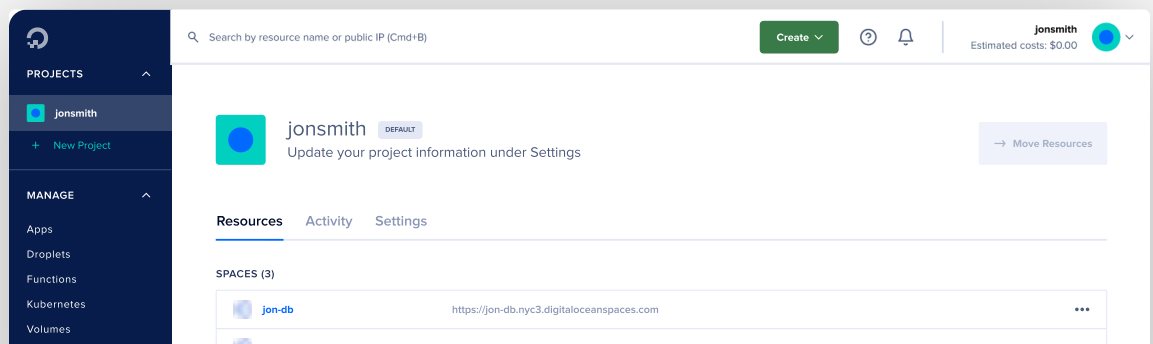 Search by resource name or public IP (Cmd+B)
Create
jonsmith
Estimated costs: $0.00
PROJECTS
jonsmith
+ New Project
MANAGE
Apps
Droplets
Functions
Kubernetes
Volumes
jonsmith DEFAULT
Update your project information under Settings
→ Move Resources
Resources Activity Settings
SPACES (3)
jon-db https://jon-db.nyc3.digitaloceanspaces.com